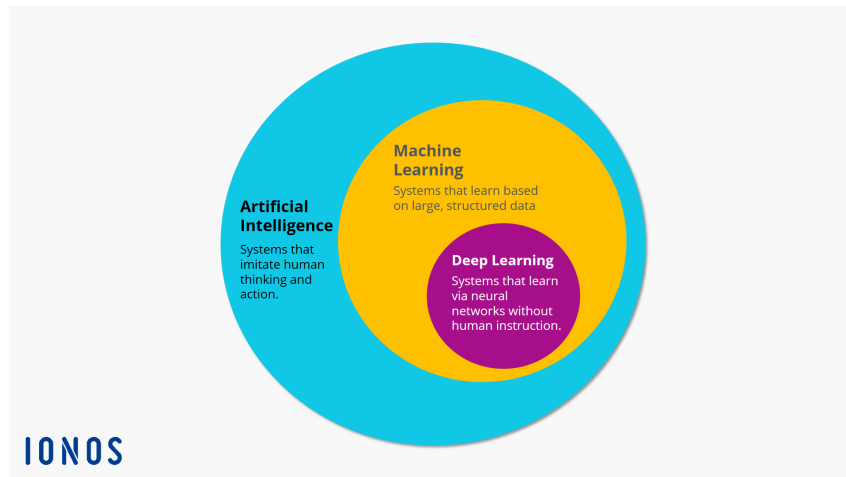 Machine
Learning
Systems that learn based
on large, structured data
Artificial
Intelligence
Systems that
imitate human
thinking and
action.
Deep Learning
Systems that learn
via neural
networks without
human instruction.
IONOS